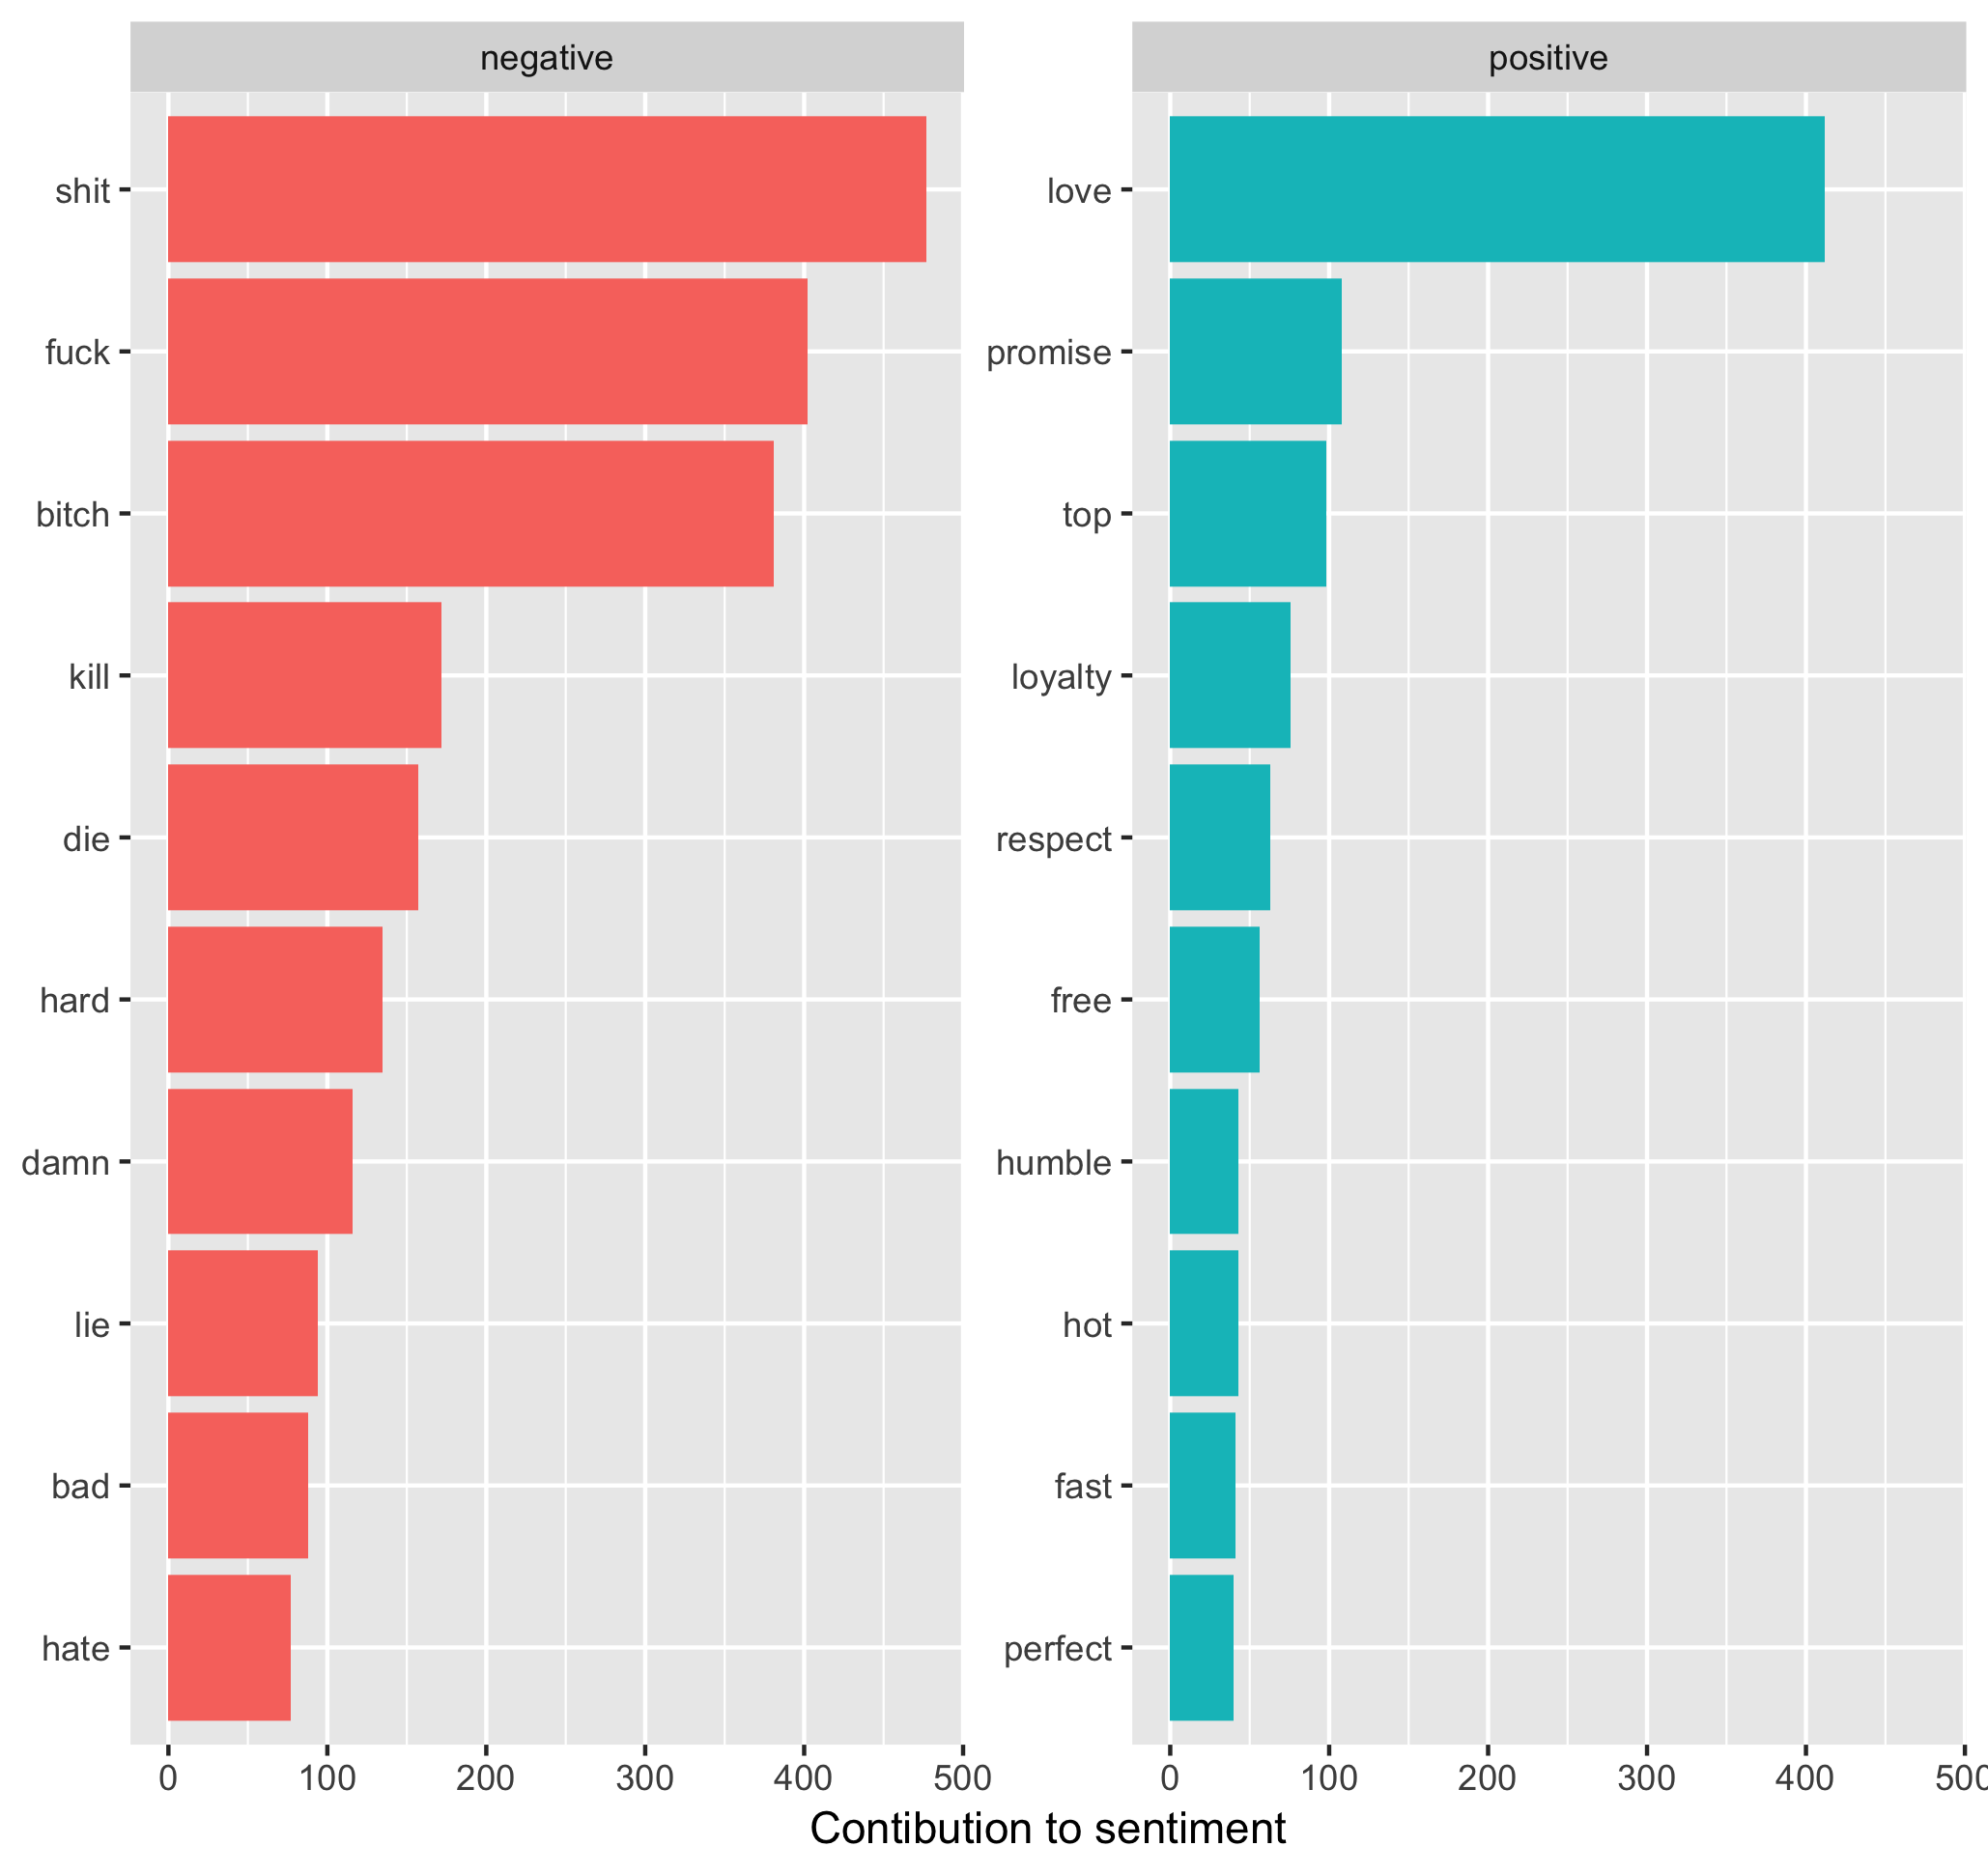 negative
shit
fuck
bitch
kill
die
hard
damn
lie
bad
hate
0 100 200 300 400 500
positive
love
promise
top
loyalty
respect
free
humble
hot
fast
perfect
0 100 200 300 400 500
Contibution to sentiment